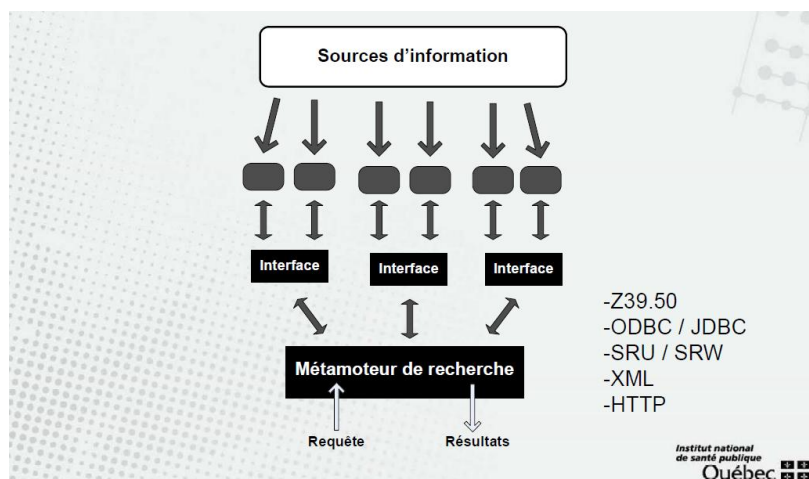 Sources d'information
Interface
Interface
Interface
-Z39.50
-ODBC / JDBC
-SRU / SRW
-XML
-HTTP
Métamoteur de recherche
Requête
Résultats
Institut national
de santé publique
Québec